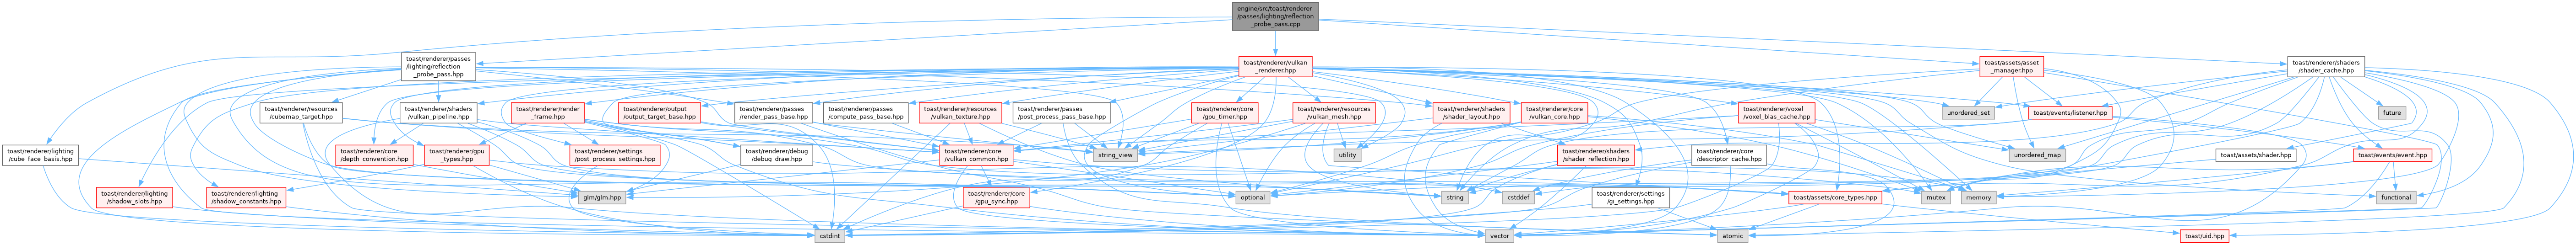 engine/src/toast/renderer
/passes/lighting/reflection
_probe_pass.cpp
toast/renderer/passes
/lighting/reflection
_probe_pass.hpp
toast/renderer/vulkan
_renderer.hpp
toast/assets/asset
_manager.hpp
toast/renderer/shaders
/shader_cache.hpp
toast/renderer/resources
/cubemap_target.hpp
toast/renderer/shaders
/vulkan_pipeline.hpp
toast/renderer/render
_frame.hpp
toast/renderer/output
/output_target_base.hpp
toast/renderer/passes
/render_pass_base.hpp
toast/renderer/passes
/compute_pass_base.hpp
toast/renderer/resources
/vulkan_texture.hpp
toast/renderer/passes
/post_process_pass_base.hpp
toast/renderer/core
/gpu_timer.hpp
toast/renderer/resources
/vulkan_mesh.hpp
toast/renderer/shaders
/shader_layout.hpp
toast/renderer/core
/vulkan_core.hpp
toast/renderer/voxel
/voxel_blas_cache.hpp
unordered_set
toast/events/listener.hpp
future
toast/renderer/lighting
/cube_face_basis.hpp
toast/renderer/core
/depth_convention.hpp
toast/renderer/gpu
_types.hpp
toast/renderer/settings
/post_process_settings.hpp
toast/renderer/debug
/debug_draw.hpp
toast/renderer/core
/vulkan_common.hpp
string_view
utility
toast/renderer/shaders
/shader_reflection.hpp
toast/renderer/core
/descriptor_cache.hpp
unordered_map
toast/assets/shader.hpp
toast/events/event.hpp
toast/renderer/lighting
/shadow_slots.hpp
toast/renderer/lighting
/shadow_constants.hpp
glm/glm.hpp
toast/renderer/core
/gpu_sync.hpp
optional
string
cstddef
toast/renderer/settings
/gi_settings.hpp
toast/assets/core_types.hpp
mutex
memory
functional
cstdint
vector
atomic
toast/uid.hpp